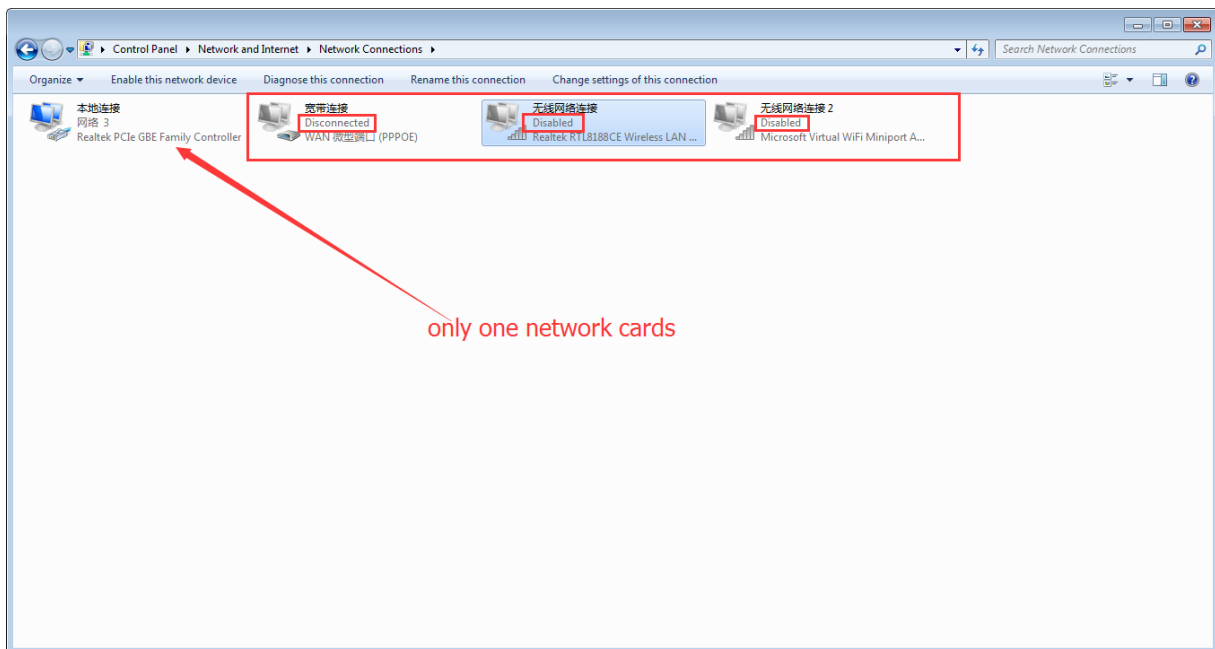 Control Panel ▸ Network and Internet ▸ Network Connections ▸
Search Network Connections
Organize ▾ Enable this network device Diagnose this connection Rename this connection Change settings of this connection
本地连接
网络 3
Realtek PCIe GBE Family Controller
宽带连接
Disconnected
WAN 微型端口 (PPPOE)
无线网络连接
Disabled
Realtek RTL8188CE Wireless LAN ...
无线网络连接 2
Disabled
Microsoft Virtual WiFi Miniport A...
only one network cards